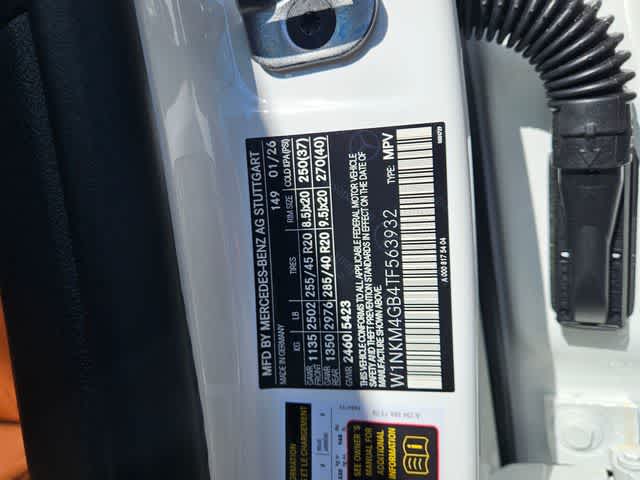 MFD BY MERCEDES-BENZ AG STUTTGART
149 01/26
KG LB TIRES RIM SIZE COLD KPA(PSI)
GAWR FRONT 1135 2502 255/45 R20 8.5Jx20 250(37)
GAWR REAR 1350 2976 285/40 R20 9.5Jx20 270(40)
GVWR 2460 5423
THIS VEHICLE CONFORMS TO ALL APPLICABLE FEDERAL MOTOR VEHICLE
SAFETY AND THEFT PREVENTION STANDARDS IN EFFECT ON THE DATE OF
MANUFACTURE SHOWN ABOVE.
W1NKM4GB4TF563932 TYPE: MPV
A 000 817 54 04
SEE OWNER'S
MANUAL FOR
ADDITIONAL
INFORMATION
ET LE CHARGEMENT